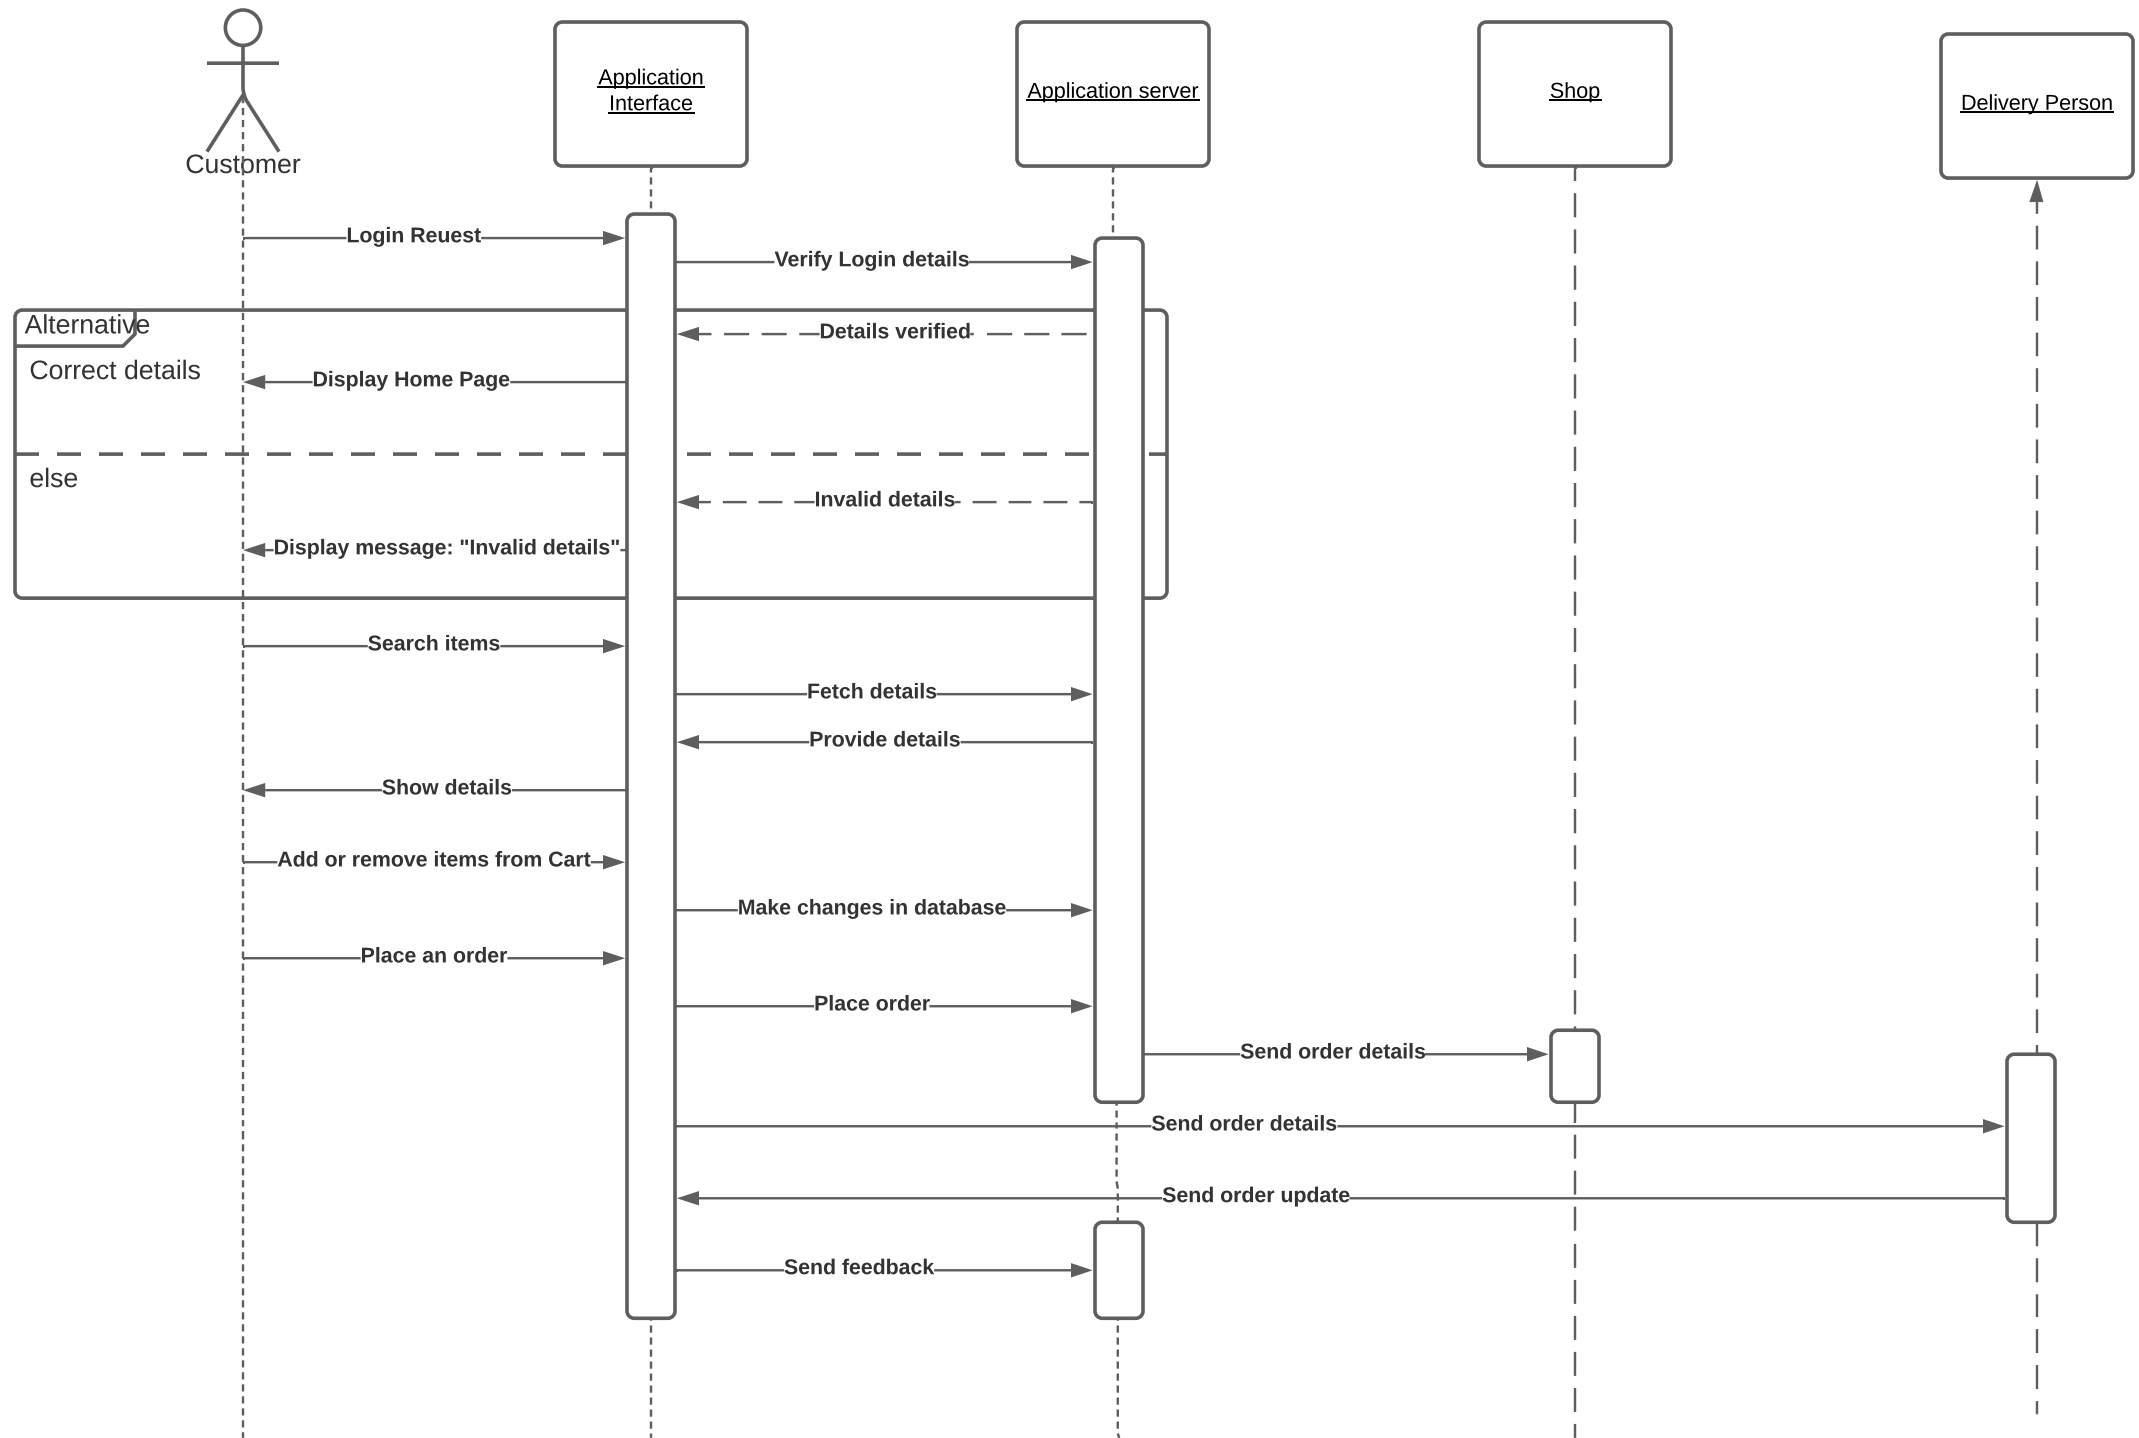 Application
Interface
Application server
Shop
Delivery Person
Customer
Login Reuest
Verify Login details
Alternative
Details verified
Correct details
Display Home Page
else
Invalid details
Display message: "Invalid details"
Search items
Fetch details
Provide details
Show details
Add or remove items from Cart
Make changes in database
Place an order
Place order
Send order details
Send order details
Send order update
Send feedback